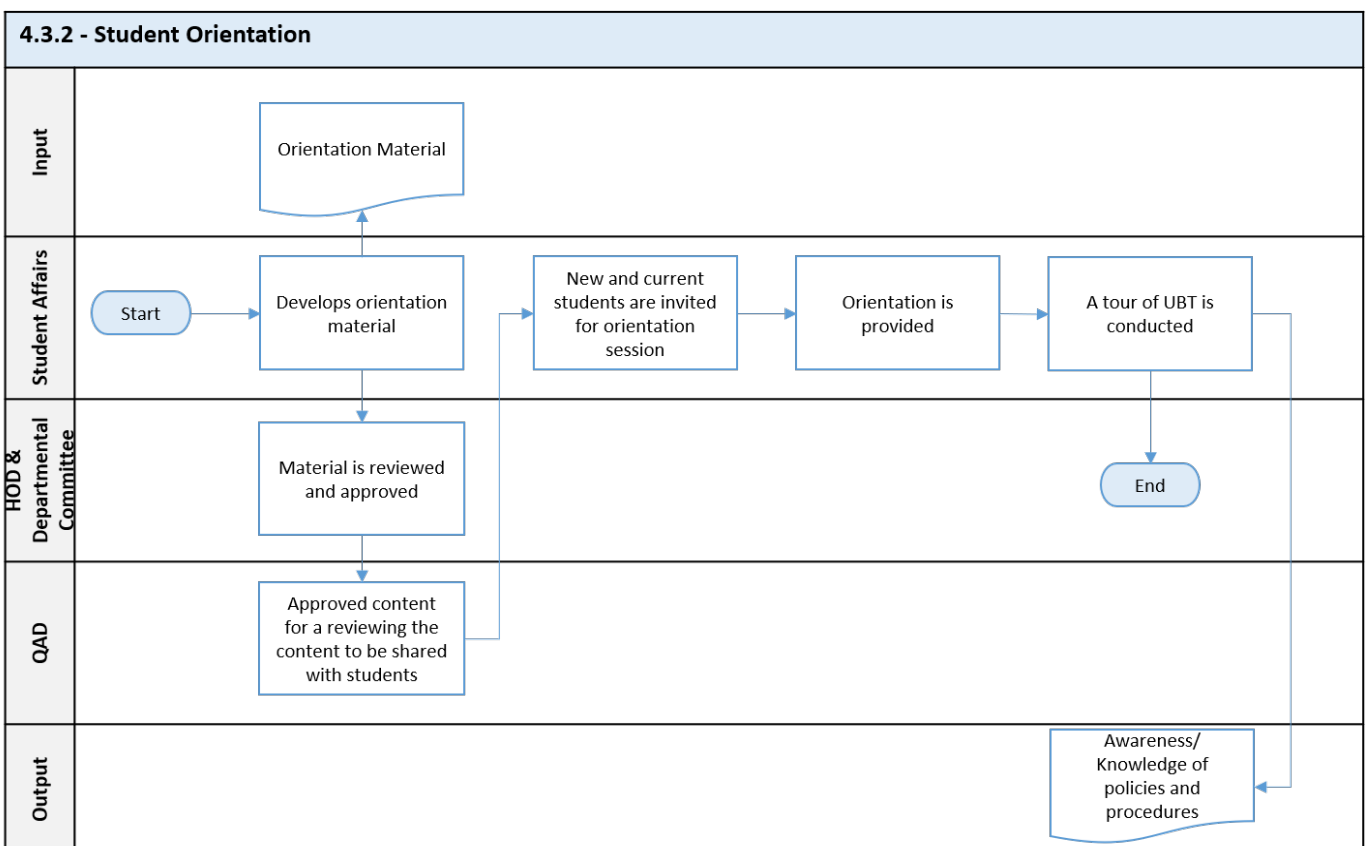 4.3.2 - Student Orientation
Input
Orientation Material
Student Affairs
Start
Develops orientation
material
New and current
students are invited
for orientation
session
Orientation is
provided
A tour of UBT is
conducted
HOD &
Departmental
Committee
Material is reviewed
and approved
End
QAD
Approved content
for a reviewing the
content to be shared
with students
Output
Awareness/
Knowledge of
policies and
procedures